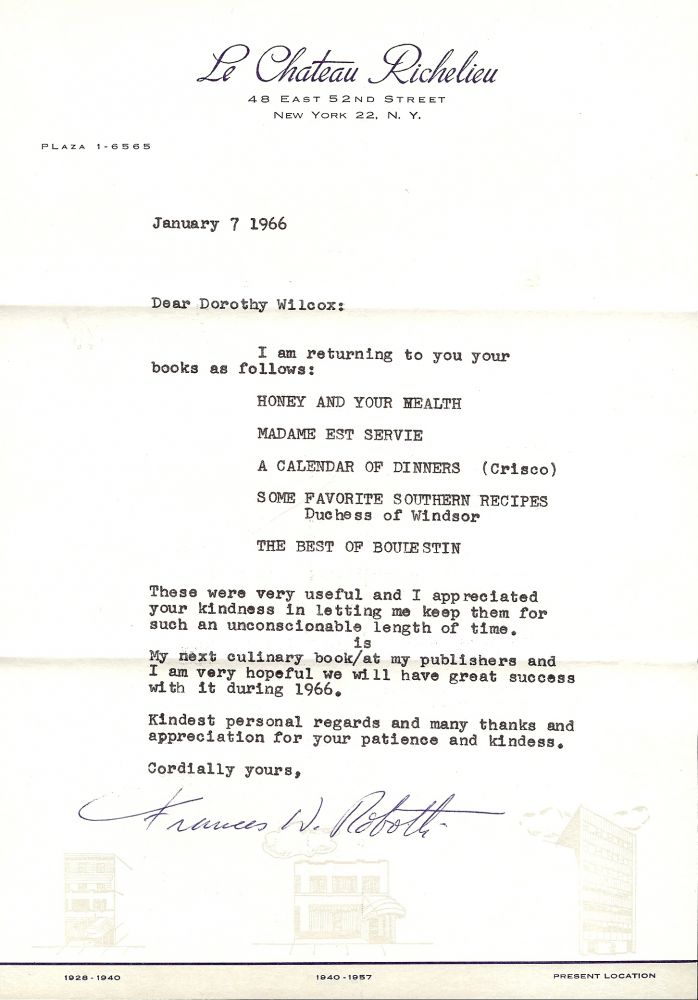 Le Chateau Richelieu
48 East 52nd Street
New York 22, N. Y.
Plaza 1-6565
January 7 1966
Dear Dorothy Wilcox:
I am returning to you your
books as follows:
HONEY AND YOUR HEALTH
MADAME EST SERVIE
A CALENDAR OF DINNERS (Crisco)
SOME FAVORITE SOUTHERN RECIPES
Duchess of Windsor
THE BEST OF BOULESTIN
These were very useful and I appreciated
your kindness in letting me keep them for
such an unconscionable length of time.
is
My next culinary book/at my publishers and
I am very hopeful we will have great success
with it during 1966.
Kindest personal regards and many thanks and
appreciation for your patience and kindess.
Cordially yours,
Frances W. Robotti
1928-1940 1940-1957 PRESENT LOCATION